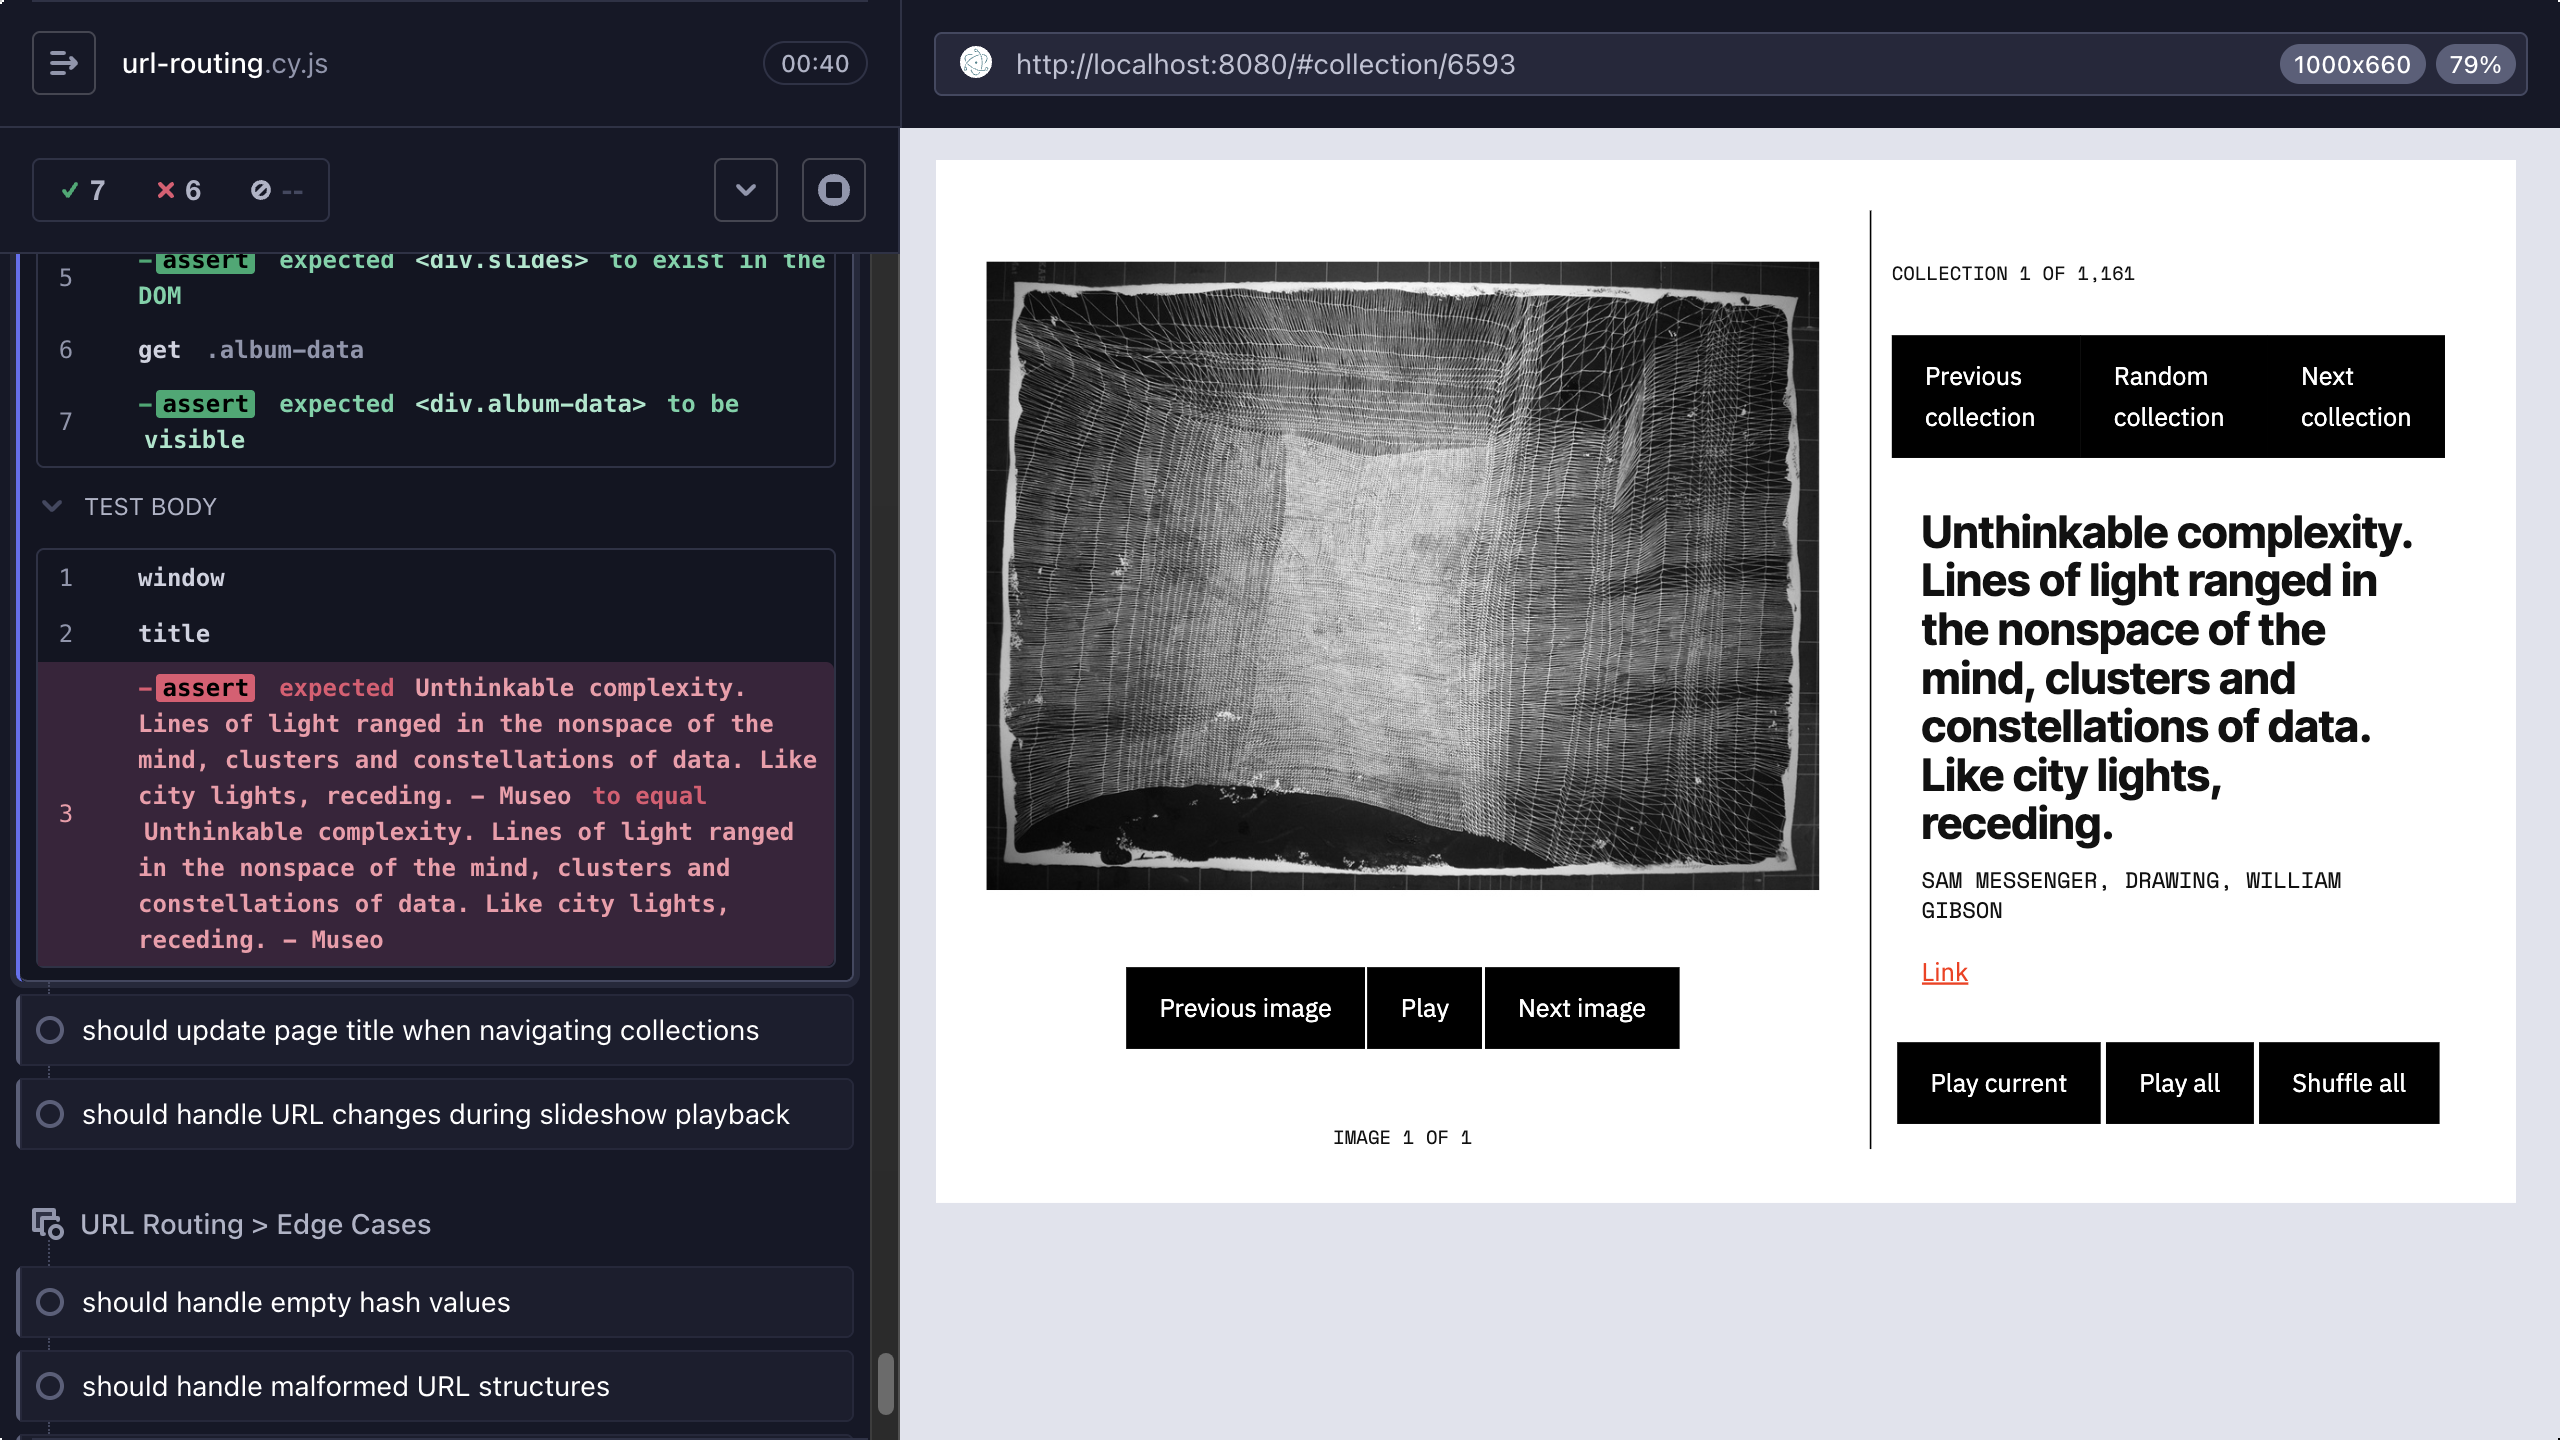 url-routing.cy.js
00:40
7
6
--
5
–assert expected <div.slides> to exist in the
DOM
6
get .album–data
7
–assert expected <div.album–data> to be
visible
TEST BODY
1
window
2
title
3
–assert expected Unthinkable complexity.
Lines of light ranged in the nonspace of the
mind, clusters and constellations of data. Like
city lights, receding. – Museo to equal
Unthinkable complexity. Lines of light ranged
in the nonspace of the mind, clusters and
constellations of data. Like city lights,
receding. – Museo
should update page title when navigating collections
should handle URL changes during slideshow playback
URL Routing > Edge Cases
should handle empty hash values
should handle malformed URL structures
http://localhost:8080/#collection/6593
1000x660
79%
Previous image
Play
Next image
IMAGE 1 OF 1
COLLECTION 1 OF 1,161
Previous
collection
Random
collection
Next
collection
Unthinkable complexity.
Lines of light ranged in
the nonspace of the
mind, clusters and
constellations of data.
Like city lights,
receding.
SAM MESSENGER, DRAWING, WILLIAM
GIBSON
Link
Play current
Play all
Shuffle all